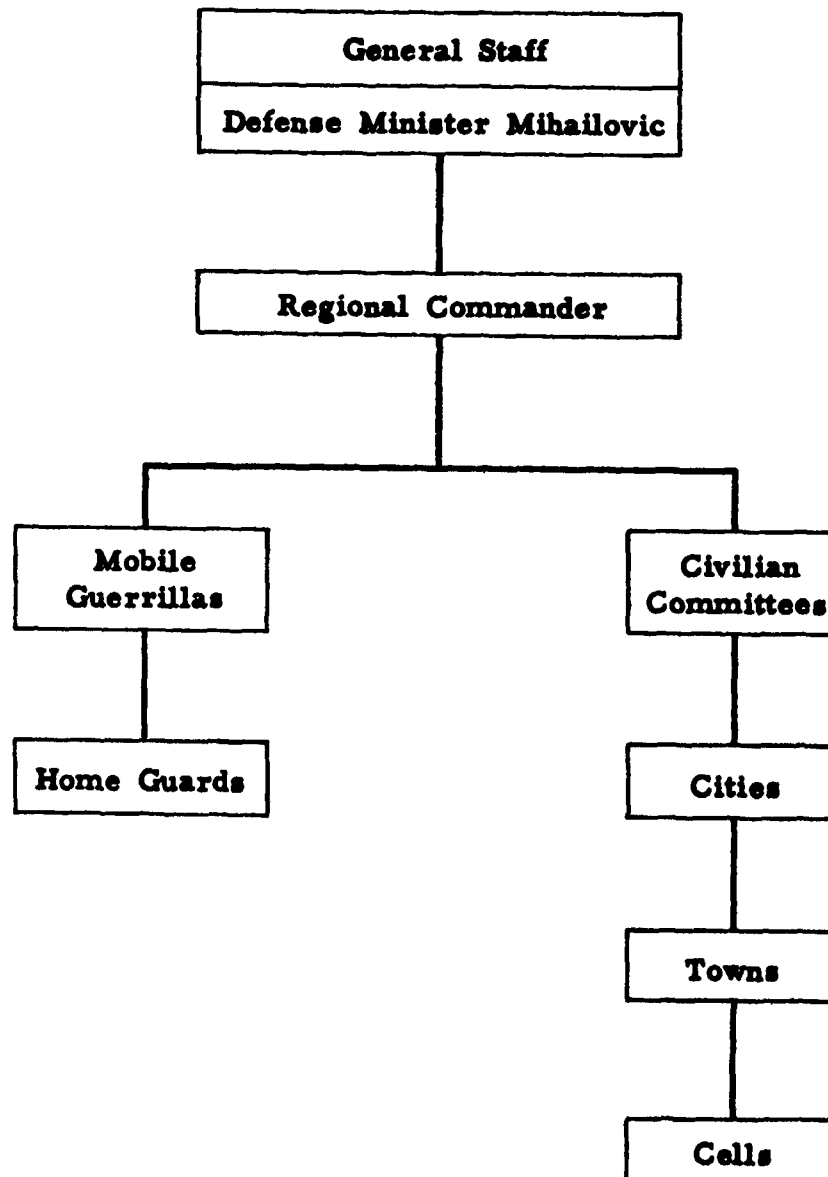 General Staff
Defense Minister Mihailovic
Regional Commander
Mobile
Guerrillas
Civilian
Committees
Home Guards
Cities
Towns
Cells